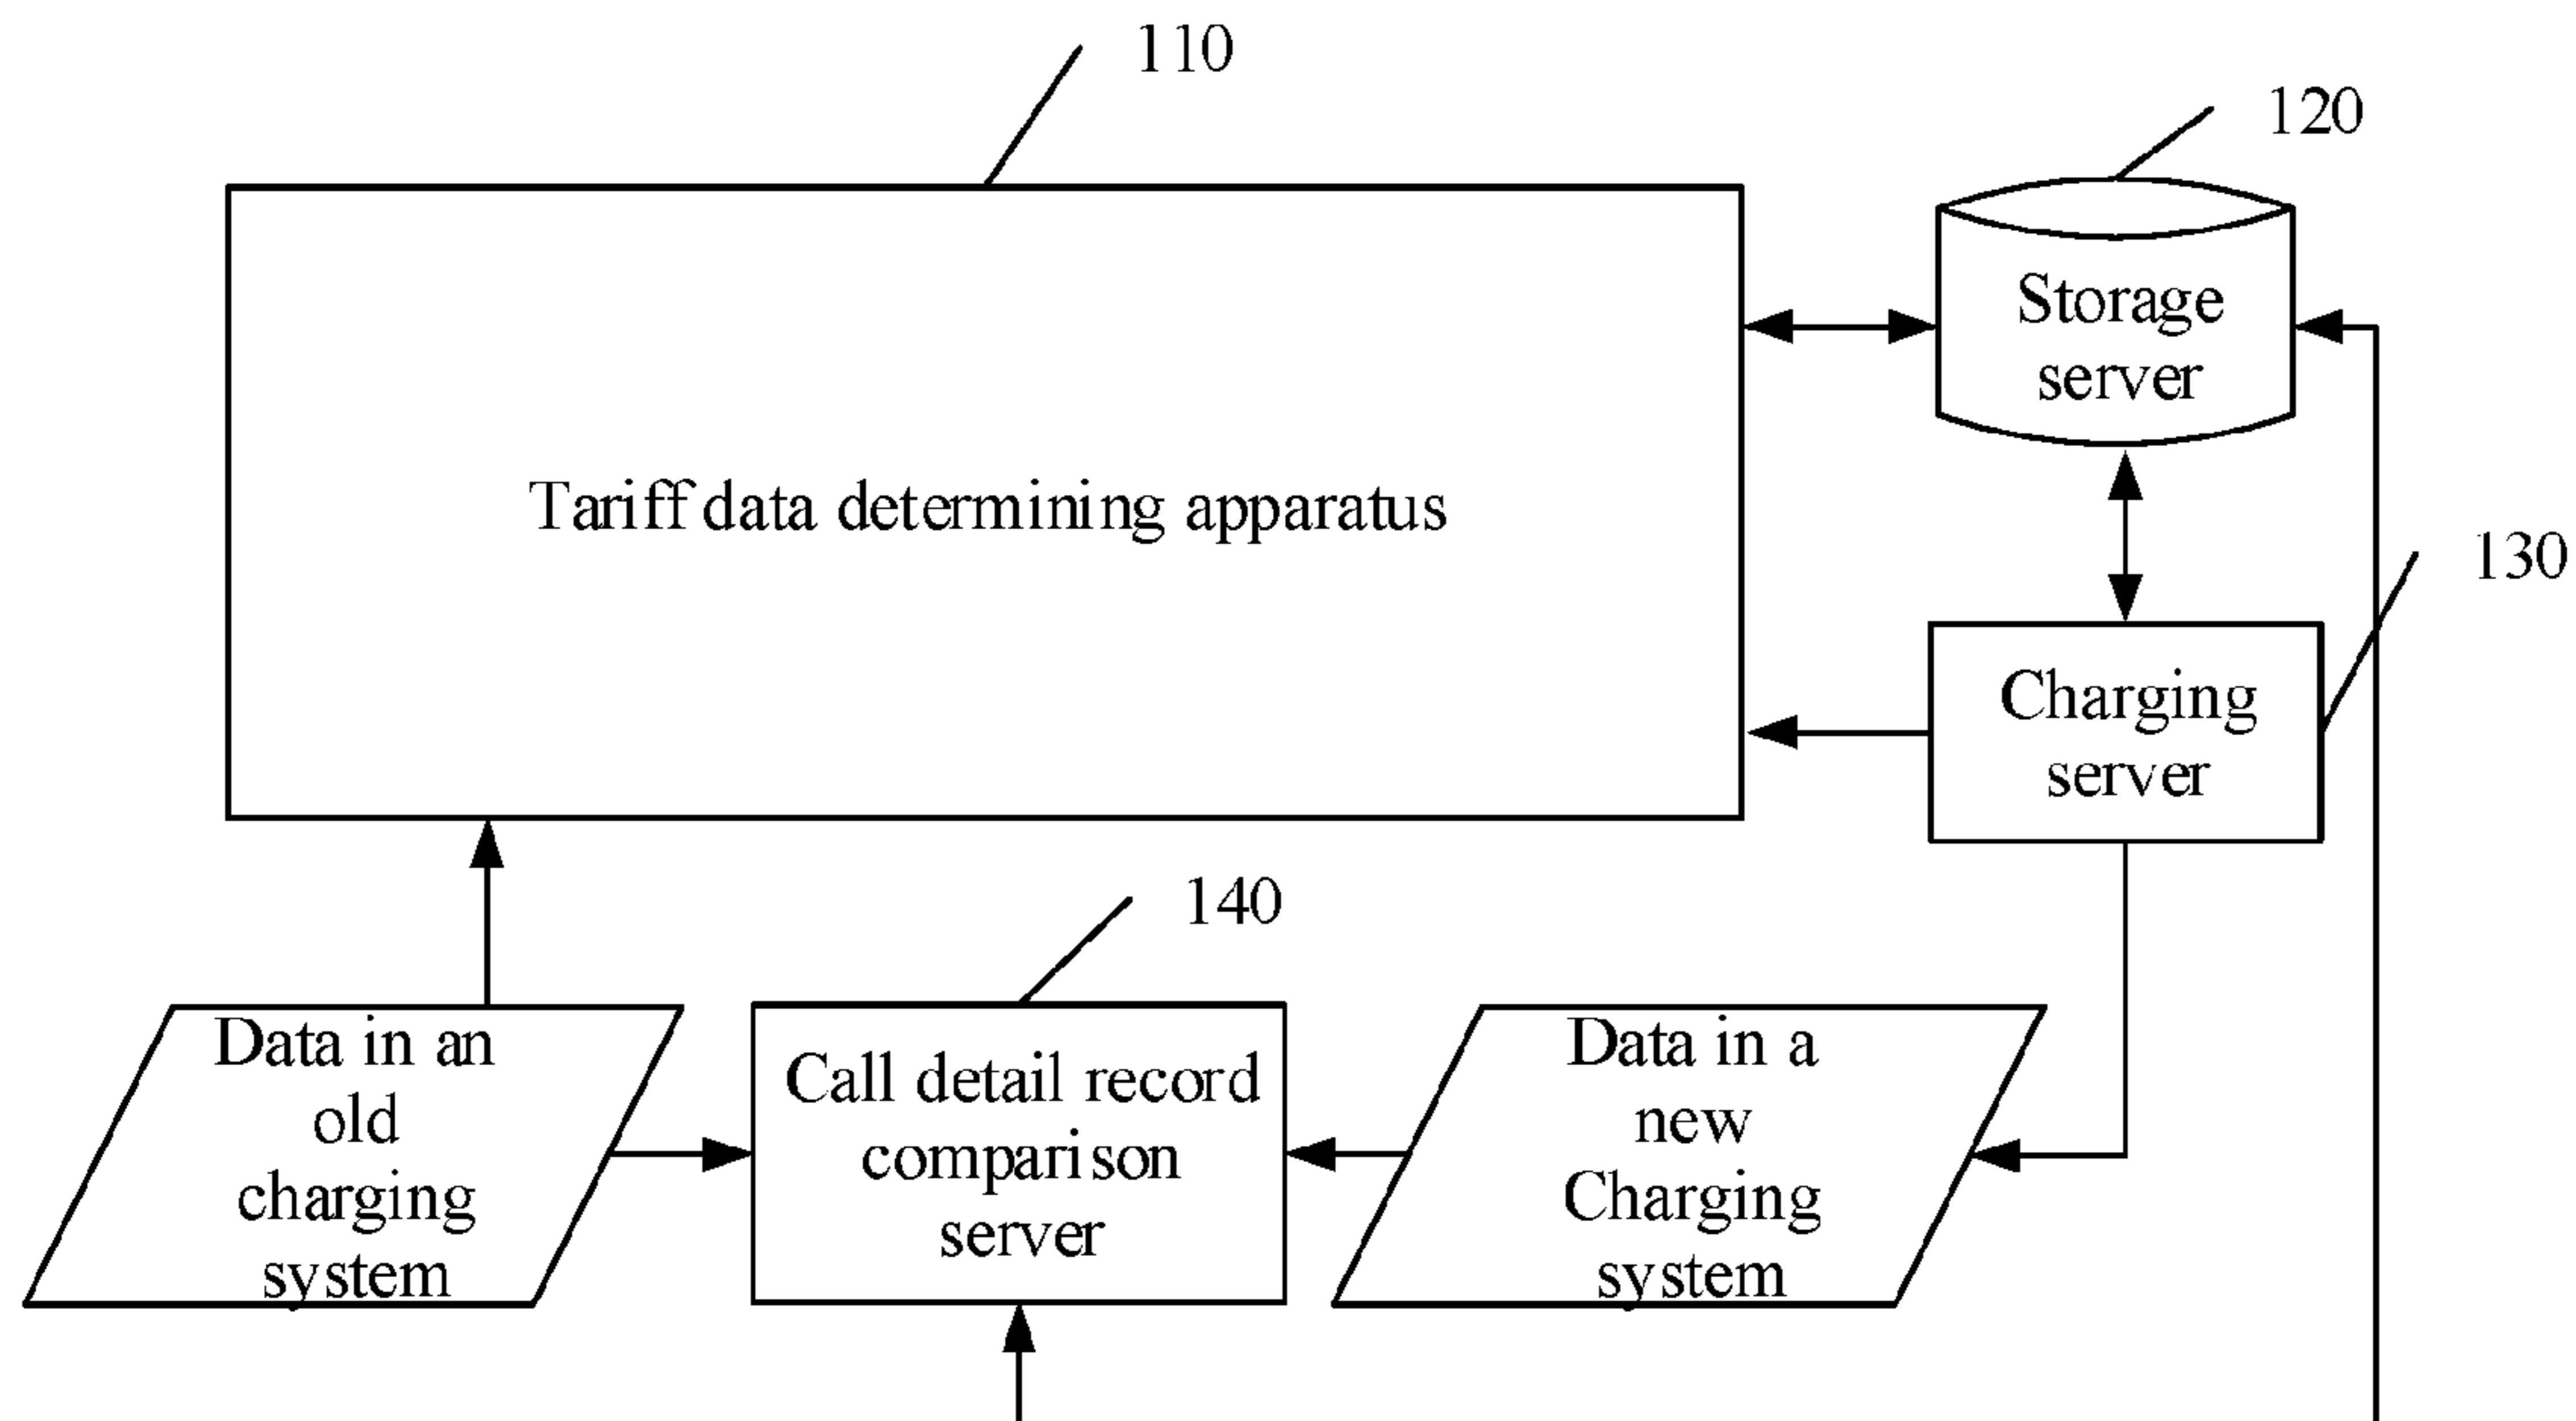 110
120
Storage
server
Tariff data determining apparatus
130
Charging
server
140
Data in an
old
charging
system
Call detail record
comparison
server
Data in a
new
Charging
system